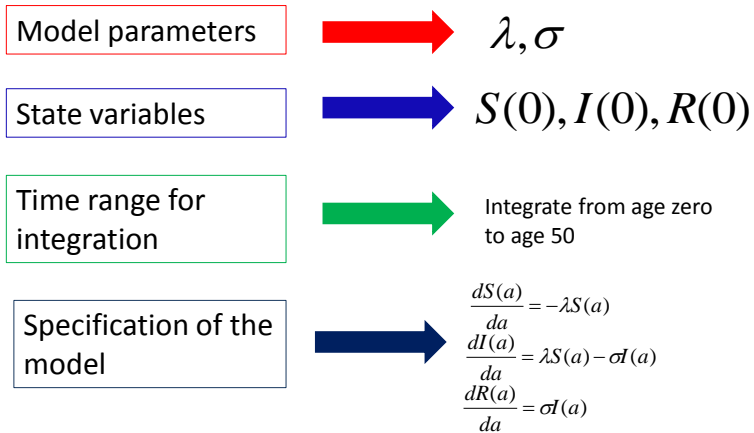 Model parameters
λ, σ
State variables
S(0), I(0), R(0)
Time range for
integration
Integrate from age zero
to age 50
Specification of the
model
dS(a)/da = −λS(a)
dI(a)/da = λS(a) − σI(a)
dR(a)/da = σI(a)